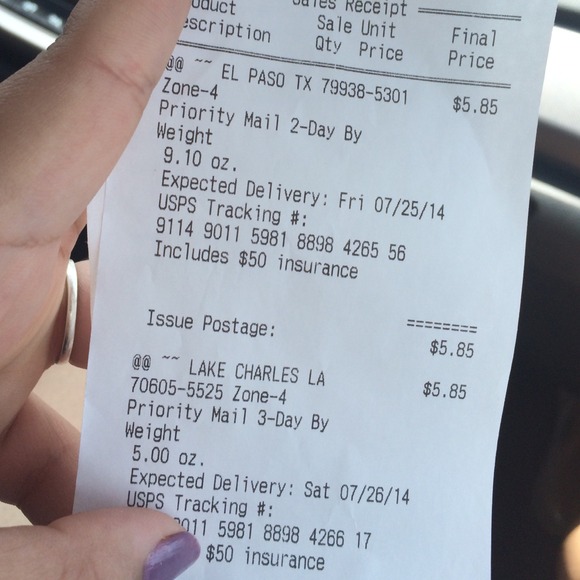 Sales Receipt
Sale Unit Final
Qty Price Price
@@ ~~ EL PASO TX 79938-5301 $5.85
Zone-4
Priority Mail 2-Day By
Weight
9.10 oz.
Expected Delivery: Fri 07/25/14
USPS Tracking #:
9114 9011 5981 8898 4265 56
Includes $50 insurance
========
Issue Postage: $5.85
@@ ~~ LAKE CHARLES LA $5.85
70605-5525 Zone-4
Priority Mail 3-Day By
Weight
5.00 oz.
Expected Delivery: Sat 07/26/14
USPS Tracking #:
9011 5981 8898 4266 17
$50 insurance